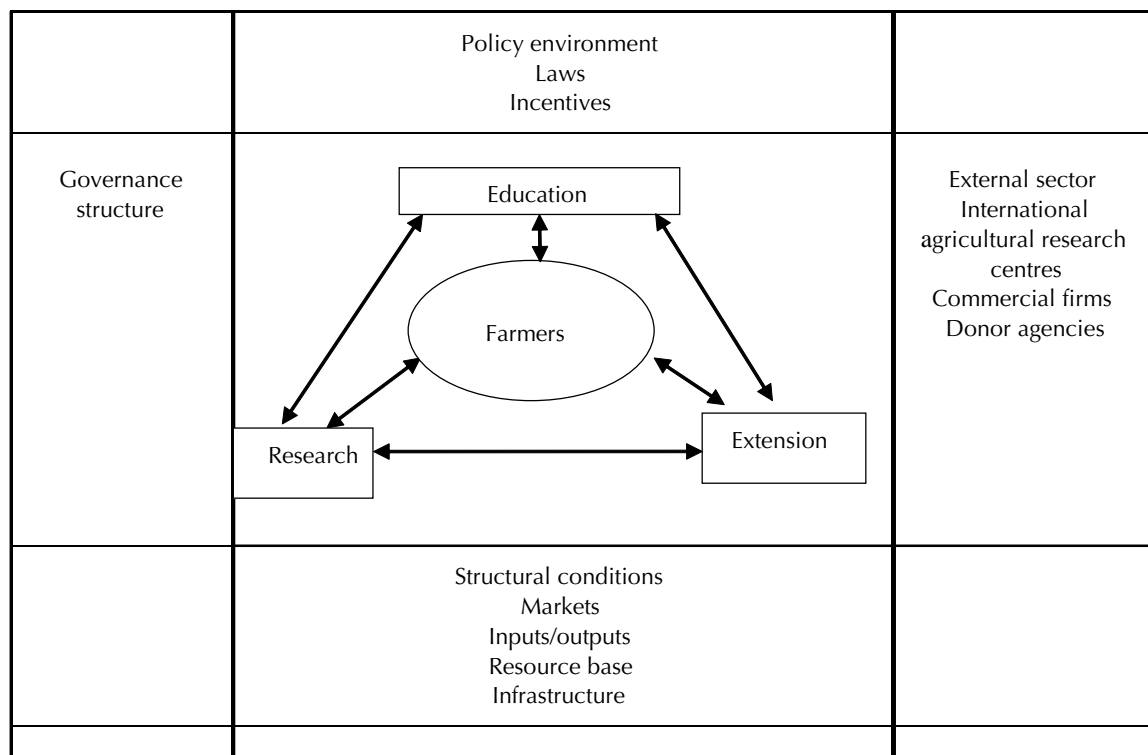 Policy environment
Laws
Incentives
Governance
structure
Education
Farmers
Research
Extension
External sector
International
agricultural research
centres
Commercial firms
Donor agencies
Structural conditions
Markets
Inputs/outputs
Resource base
Infrastructure